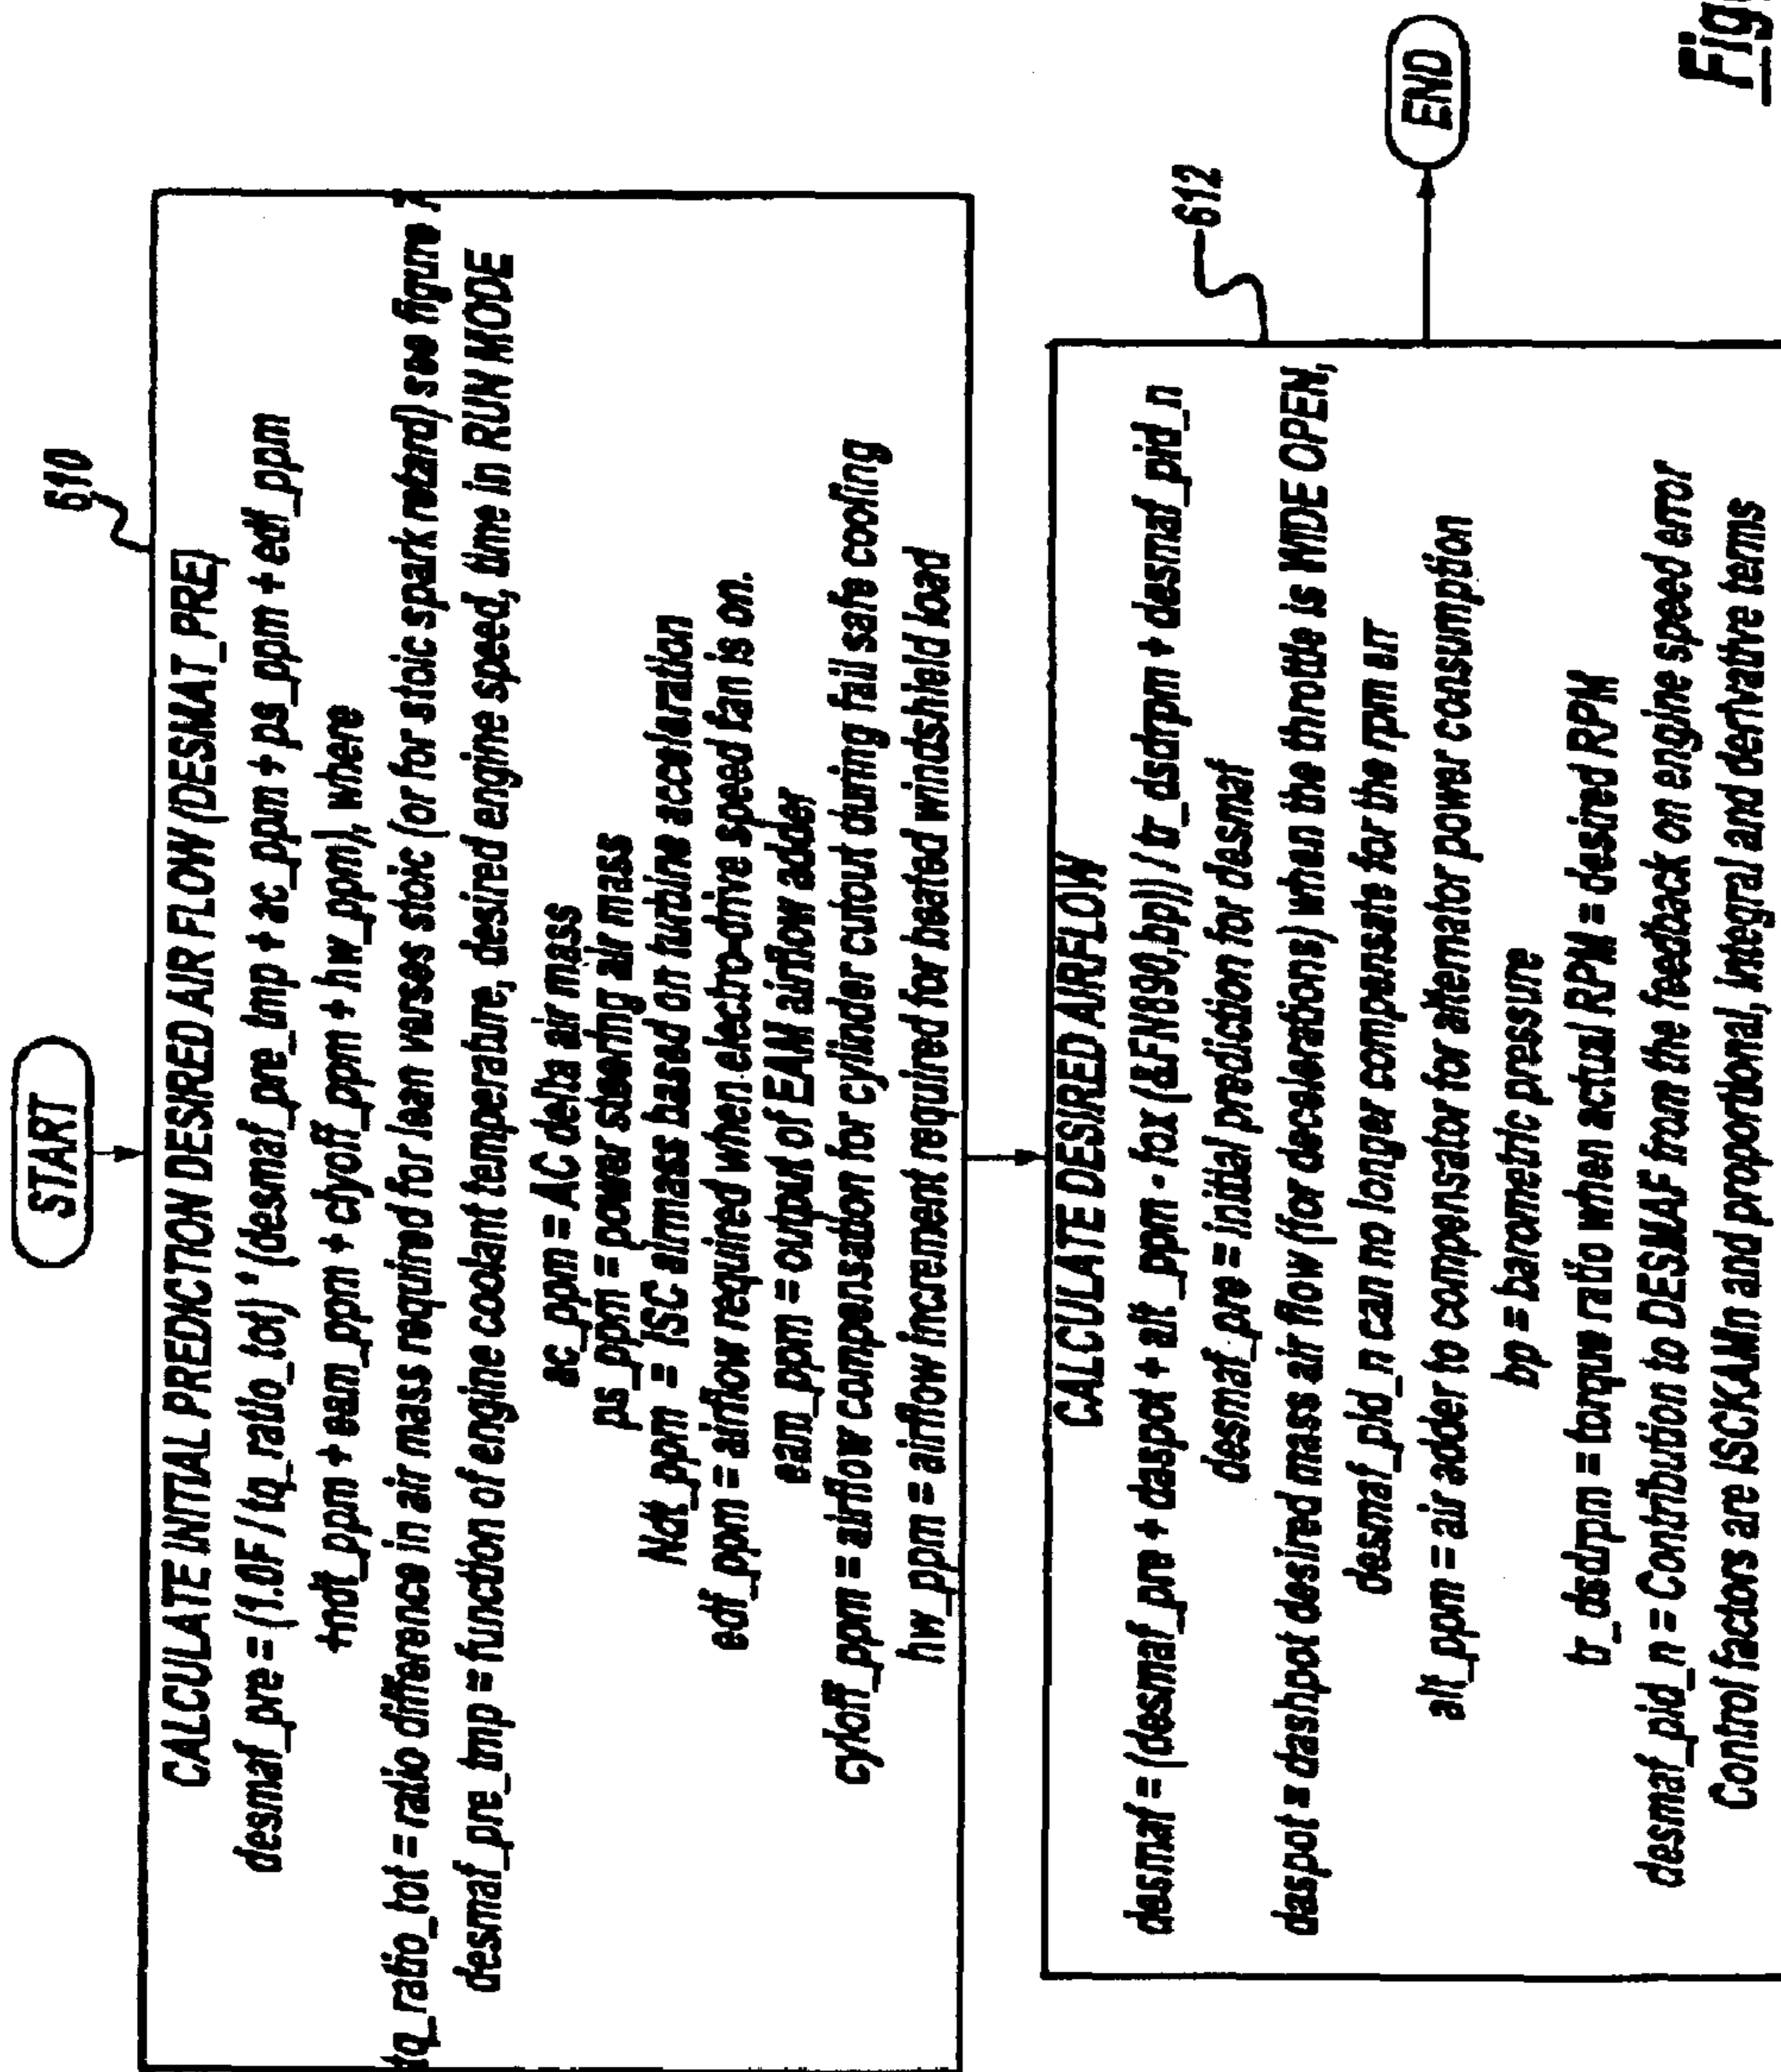 START
610
CALCULATE INITIAL PREDICTION DESIRED AIR FLOW (DESMAT_PRE)
desmaf_pre = (1.0F / tq_ratio_tot) * (desmaf_pre_tmp + ac_ppm + ps_ppm + edf_ppm
+ndt_ppm + eam_ppm + clyoff_ppm + hw_ppm), where
tq_ratio_tot = ratio difference in air mass required for lean verses stoic (or for stoic spark retard) see figure 7
desmaf_pre_tmp = function of engine coolant temperature, desired engine speed, time in RUN MODE
ac_ppm = AC delta air mass
ps_ppm = power steering air mass
Ndt_ppm = ISC airmass based on turbine acceleration
edf_ppm = airflow required when electro-drive speed fan is on.
eam_ppm = output of EAM airflow adder
cyloff_ppm = airflow compensation for cylinder cutout during fail safe cooling
hw_ppm = airflow increment required for heated windshield load
612
CALCULATE DESIRED AIRFLOW
desmaf = (desmaf_pre + daspot + alt_ppm - fox (&FN890,bp)) / tr_dsdrpm + desmaf_pid_n
desmaf_pre = initial prediction for desmaf
daspot = dashpot desired mass air flow (for decelerations) when the throttle is WIDE OPEN,
desmaf_pid_n can no longer compensate for the rpm err
alt_ppm = air adder to compensator for alternator power consumption
bp = barometric pressure
tr_dsdrpm = torque ratio when actual RPM = desired RPM
desmaf_pid_n = Contribution to DESMAF from the feedback on engine speed error
Control factors are ISCKAMn and proportional, integral and derivative terms
END